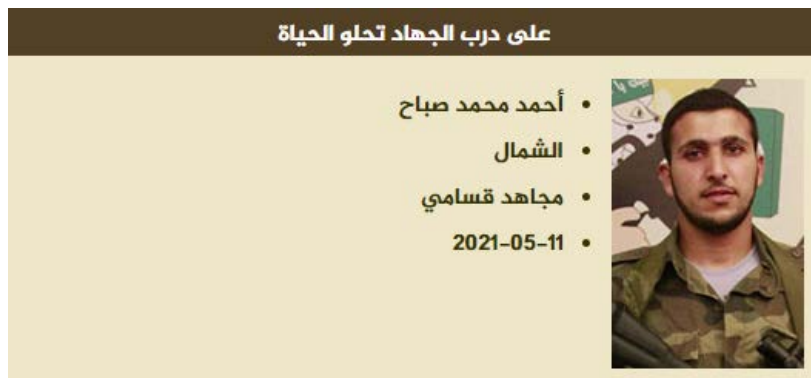 على درب الجهاد تحلو الحياة
أحمد محمد صباح
الشمال
مجاهد قسامي
2021-05-11